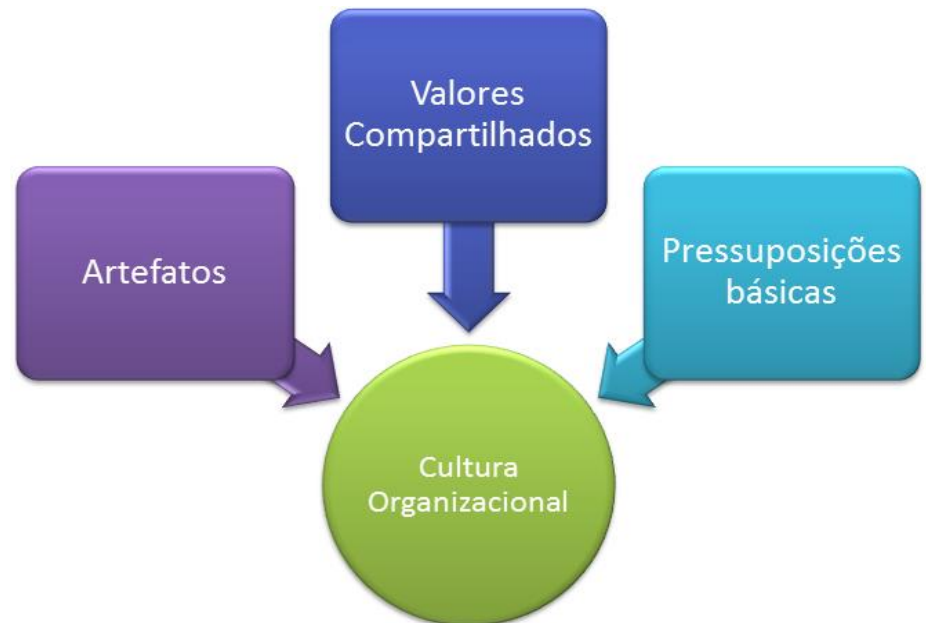 Valores
Compartilhados
Artefatos
Pressuposições
básicas
Cultura
Organizacional